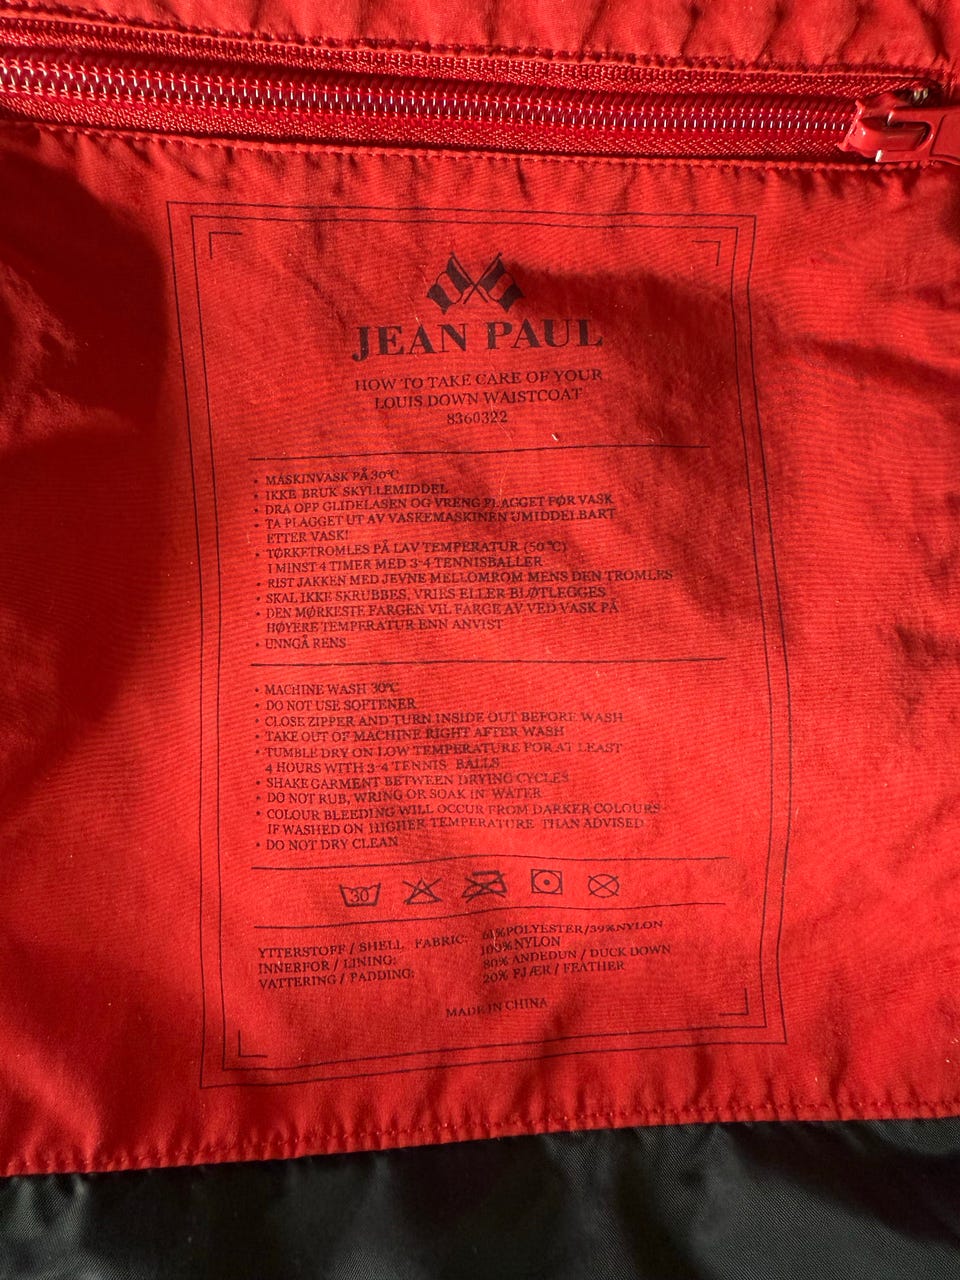 JEAN PAUL
HOW TO TAKE CARE OF YOUR
LOUIS DOWN WAISTCOAT
8360322
• MASKINVASK PÅ 30°C
• IKKE BRUK SKYLLEMIDDEL
• DRA OPP GLIDELASEN OG VRENG PLAGGET FØR VASK
• TA PLAGGET UT AV VASKEMASKINEN UMIDDELBART
ETTER VASK!
• TØRKETROMLES PÅ LAV TEMPERATUR (50°C)
I MINST 4 TIMER MED 3-4 TENNISBALLER
• RIST JAKKEN MED JEVNE MELLOMROM MENS DEN TROMLES
• SKAL IKKE SKRUBBES, VRIES ELLER BLØTLEGGES
• DEN MØRKESTE FARGEN VIL FARGE AV VED VASK PÅ
HØYERE TEMPERATUR ENN ANVIST
• UNNGÅ RENS
• MACHINE WASH 30°C
• DO NOT USE SOFTENER
• CLOSE ZIPPER AND TURN INSIDE OUT BEFORE WASH
• TAKE OUT OF MACHINE RIGHT AFTER WASH
• TUMBLE DRY ON LOW TEMPERATURE FOR AT LEAST
4 HOURS WITH 3-4 TENNIS BALLS
• SHAKE GARMENT BETWEEN DRYING CYCLES
• DO NOT RUB, WRING OR SOAK IN WATER
• COLOUR BLEEDING WILL OCCUR FROM DARKER COLOURS
IF WASHED ON HIGHER TEMPERATURE THAN ADVISED
• DO NOT DRY CLEAN
30
YTTERSTOFF / SHELL FABRIC: 61%POLYESTER/39%NYLON
INNERFOR / LINING: 100%NYLON
VATTERING / PADDING: 80% ANDEDUN / DUCK DOWN
20% FJÆR / FEATHER
MADE IN CHINA